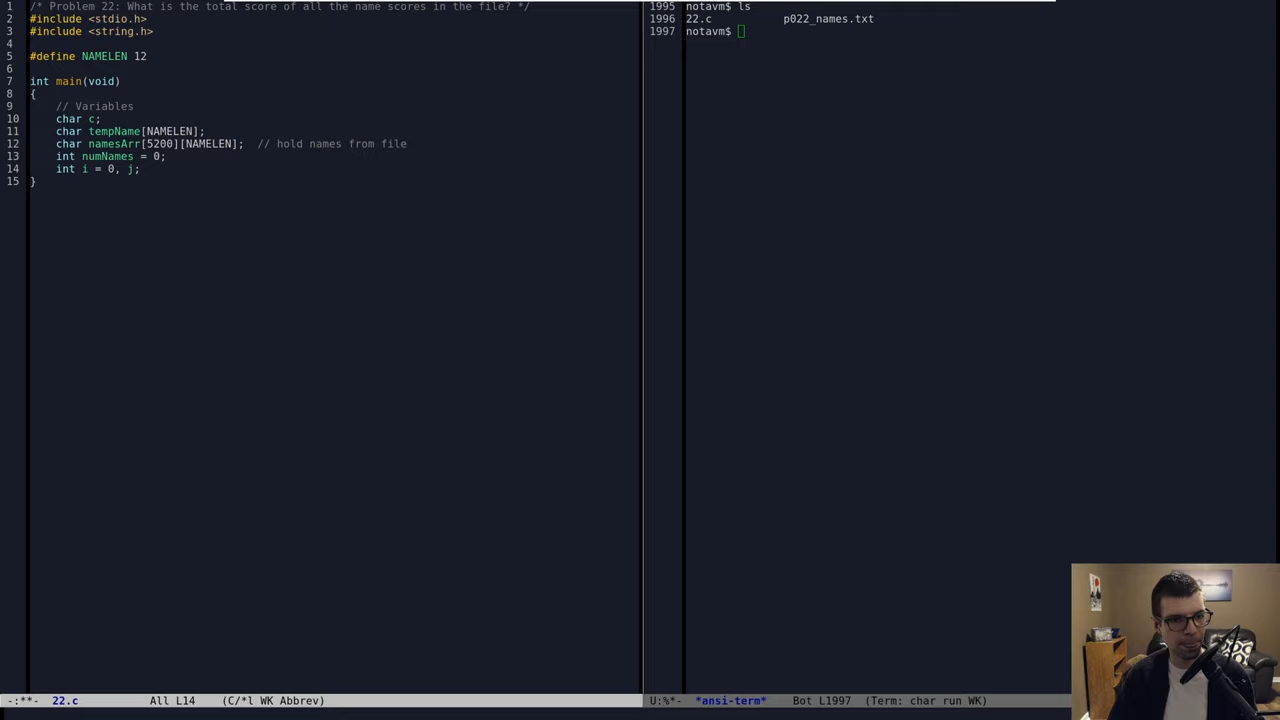 1 /* Problem 22: What is the total score of all the name scores in the file? */
2 #include <stdio.h>
3 #include <string.h>
4
5 #define NAMELEN 12
6
7 int main(void)
8 {
9 // Variables
10 char c;
11 char tempName[NAMELEN];
12 char namesArr[5200][NAMELEN]; // hold names from file
13 int numNames = 0;
14 int i = 0, j;
15 }
-:**- 22.c All L14 (C/*l WK Abbrev)
1995 notavm$ ls
1996 22.c p022_names.txt
1997 notavm$
U:%*- *ansi-term* Bot L1997 (Term: char run WK)